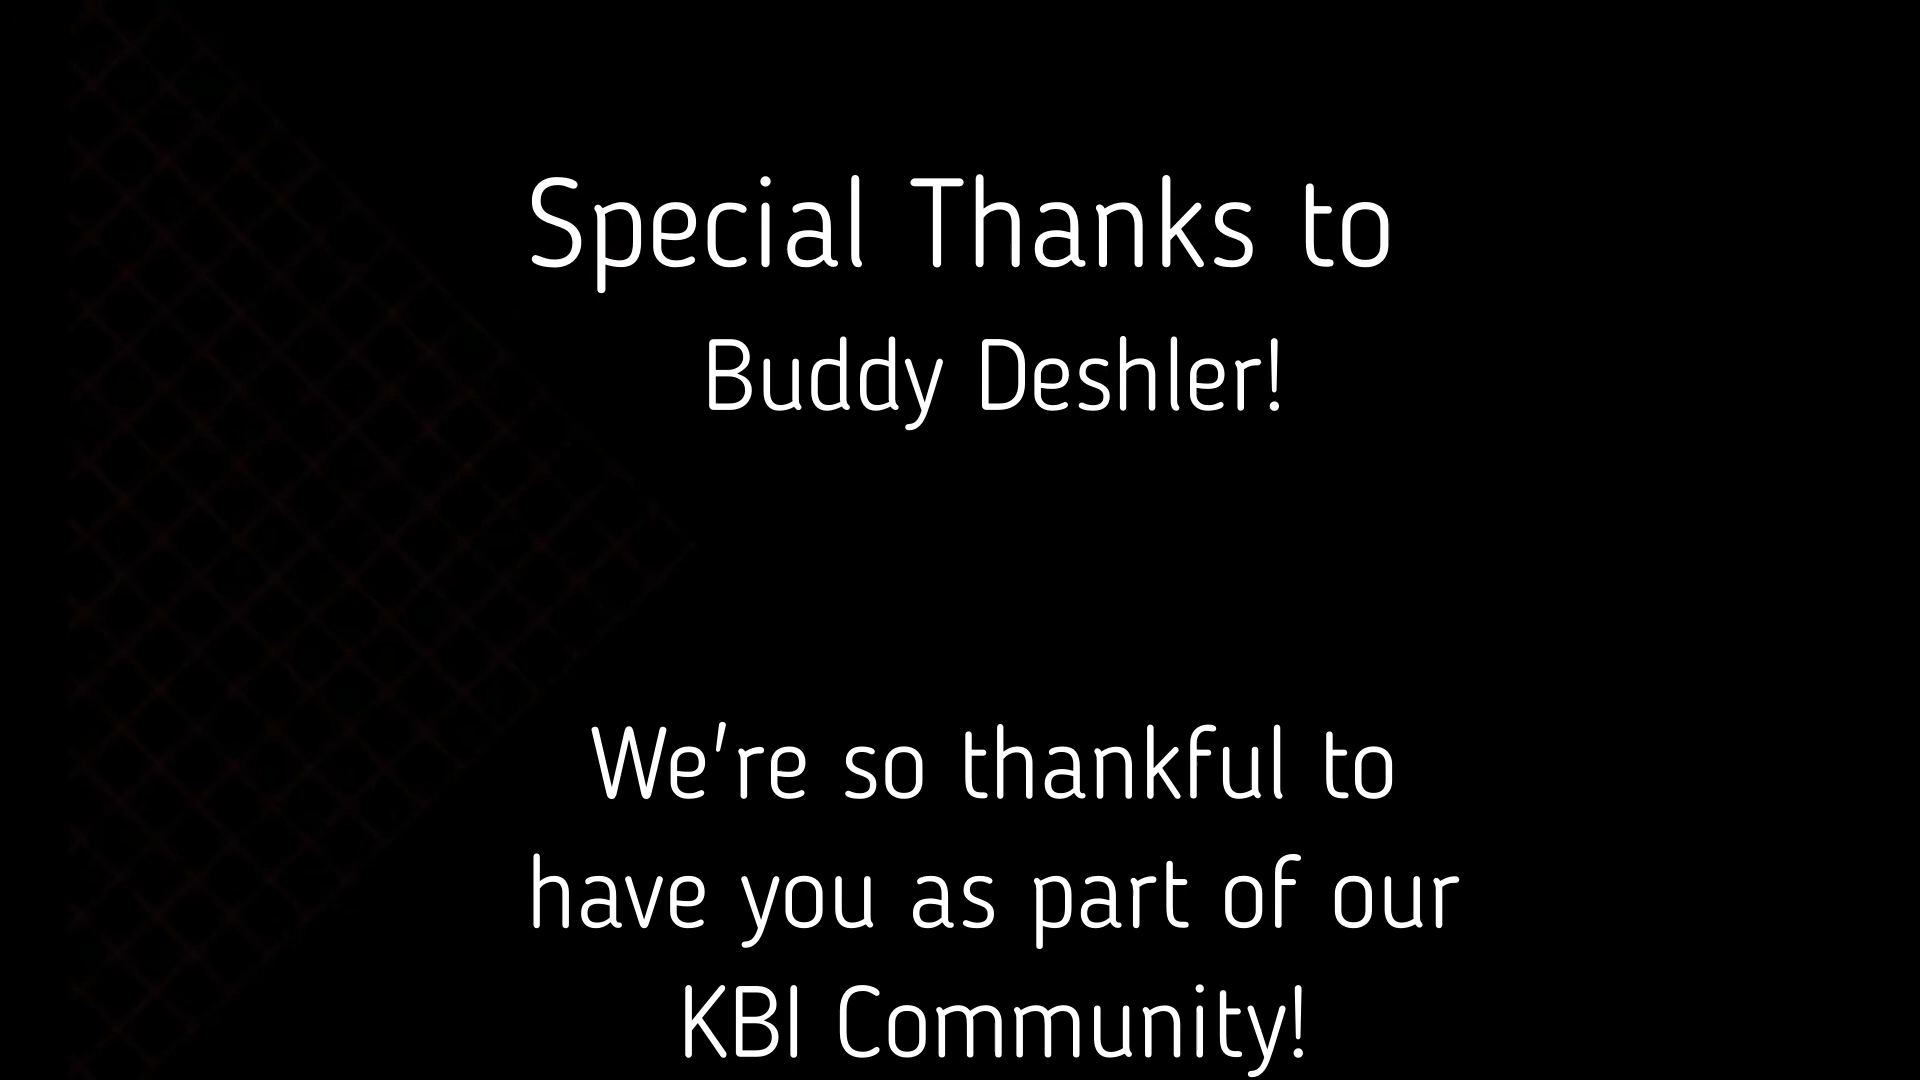 Special Thanks to
Buddy Deshler!
We're so thankful to
have you as part of our
KBI Community!